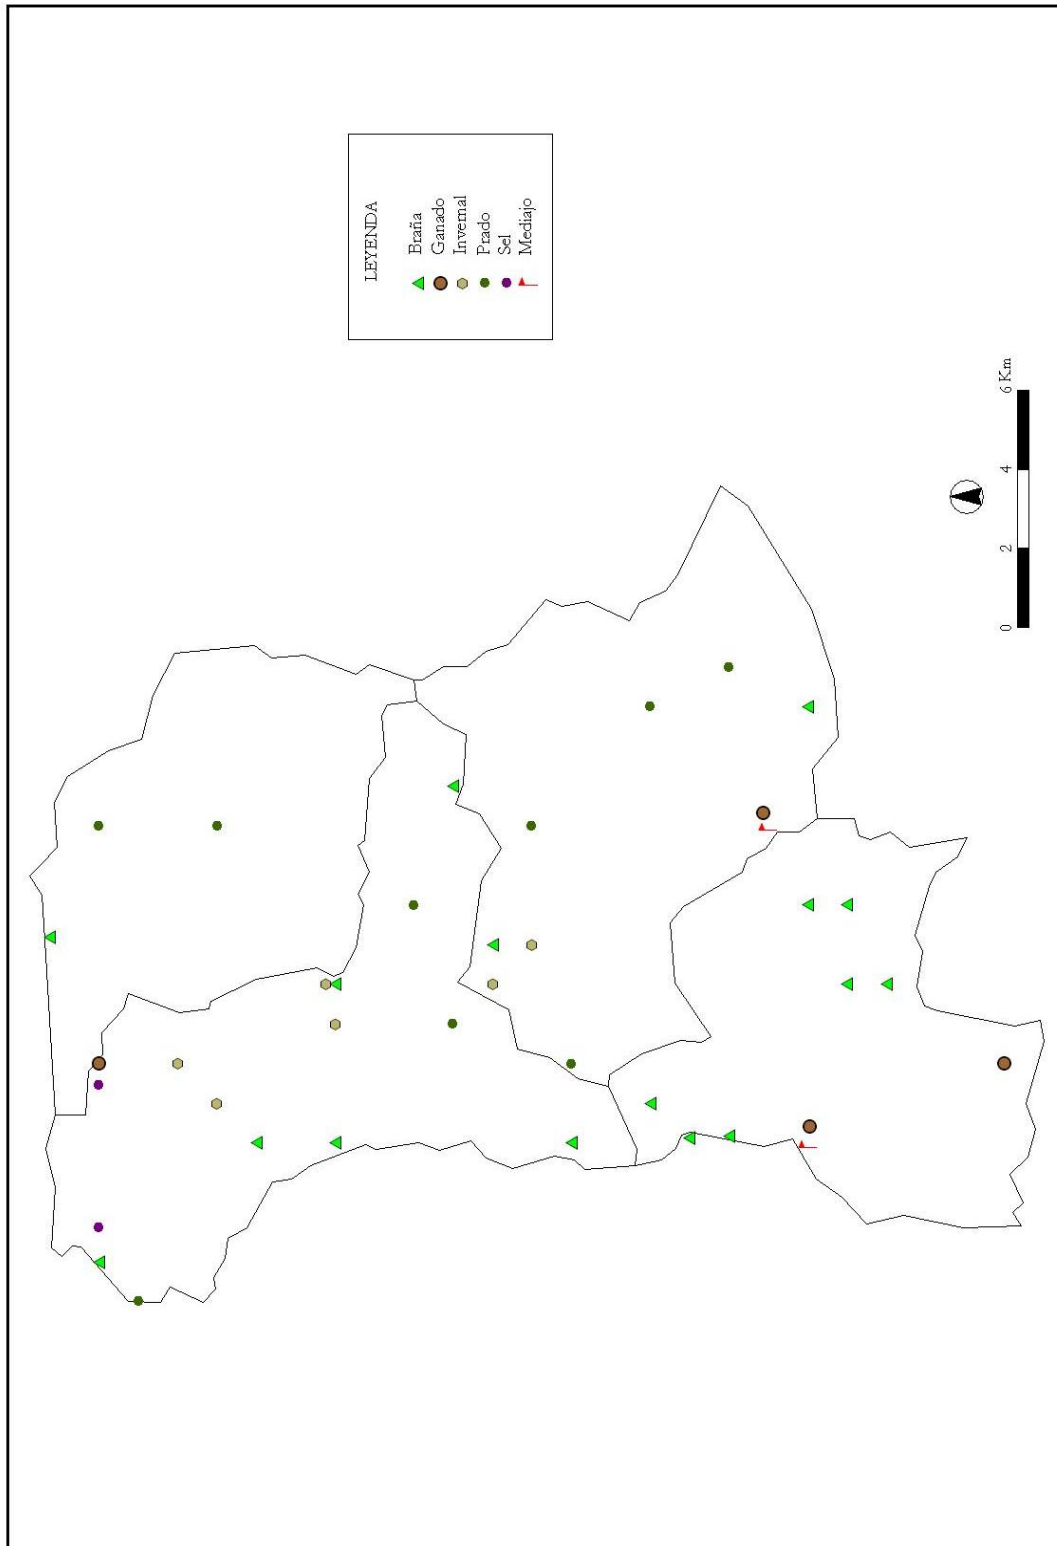 LEYENDA
Braña
Ganado
Invernal
Prado
Sel
Mediajo
0 2 4 6 Km